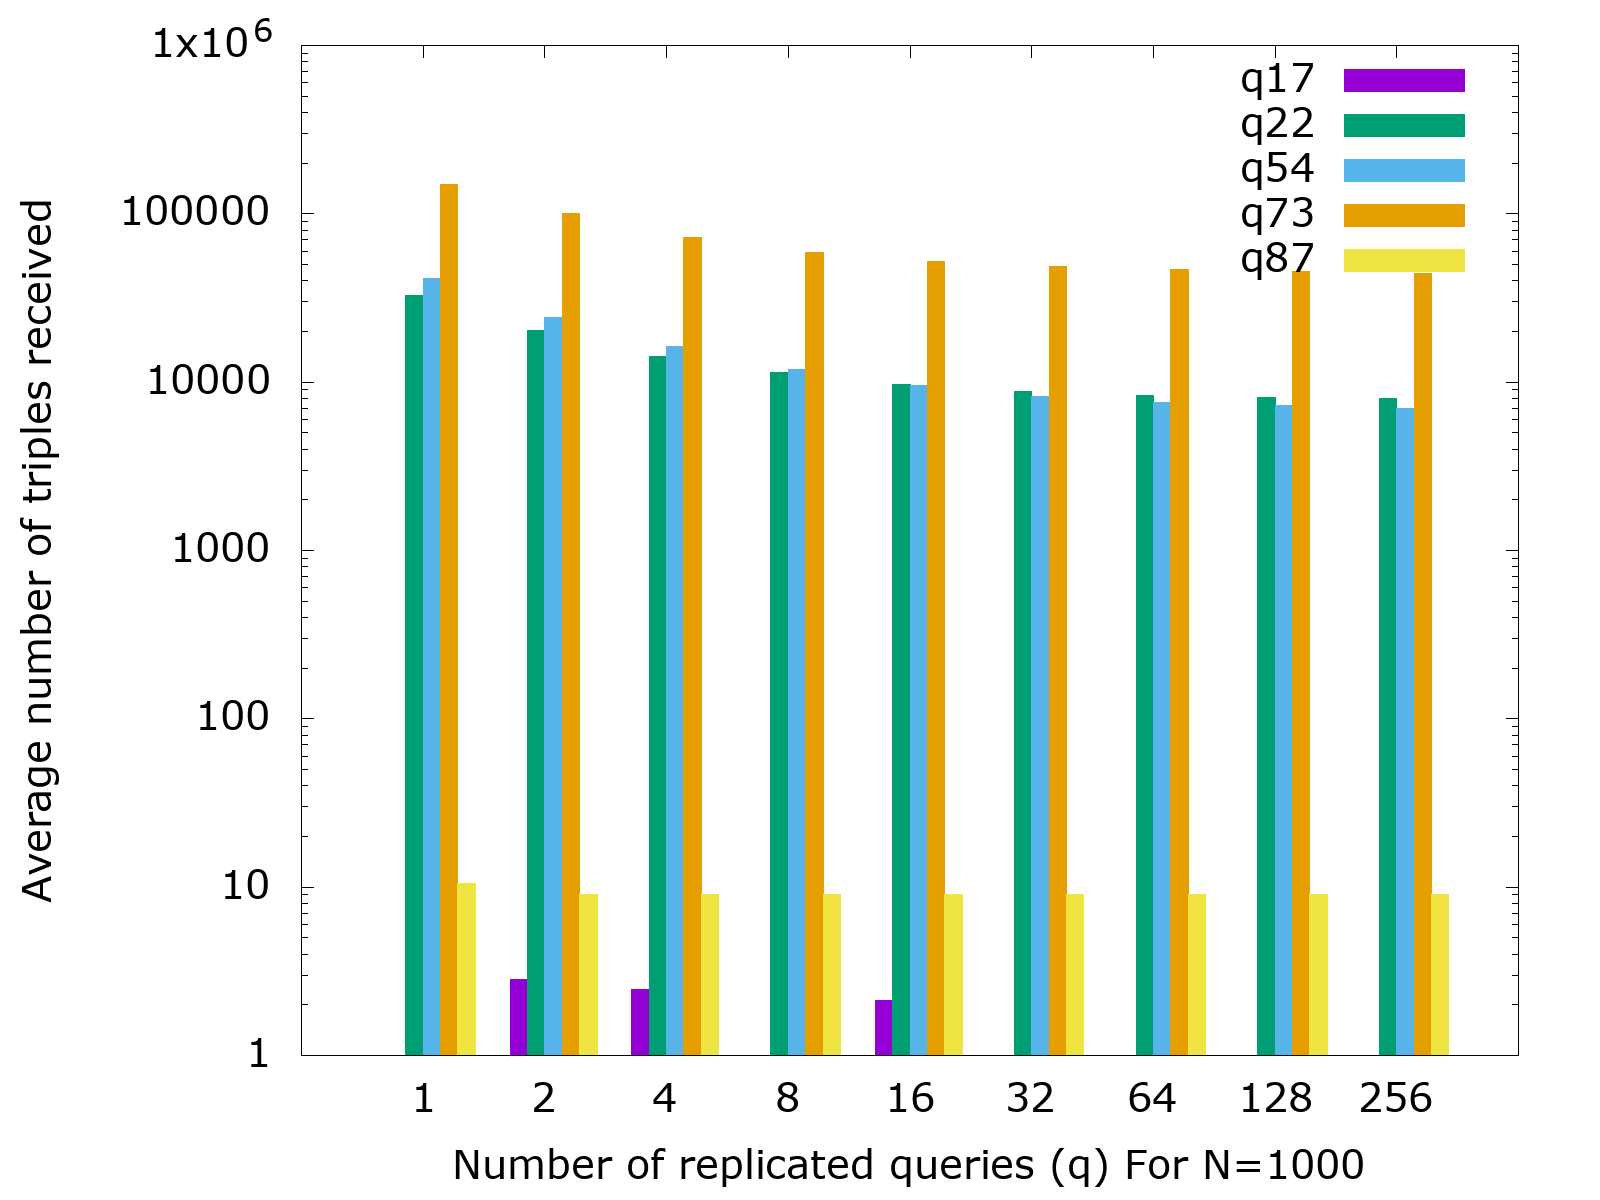 Average number of triples received
1x10^6
100000
10000
1000
100
10
1
q17
q22
q54
q73
q87
1 2 4 8 16 32 64 128 256
Number of replicated queries (q) For N=1000